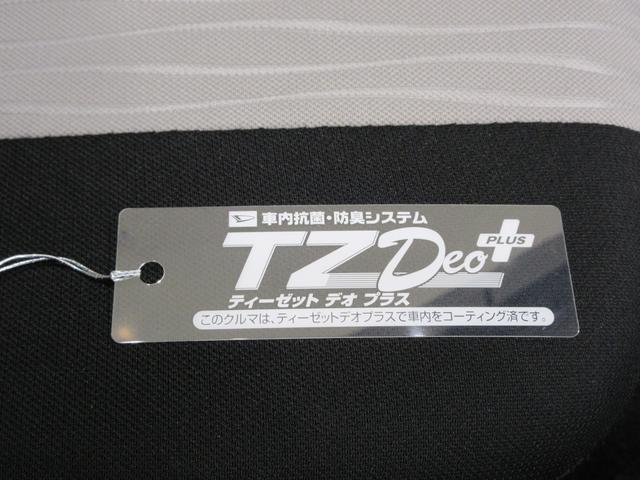 車内抗菌・防臭システム
TZ Deo PLUS
ティーゼット デオ プラス
このクルマは、ティーゼットデオプラスで車内をコーティング済です。